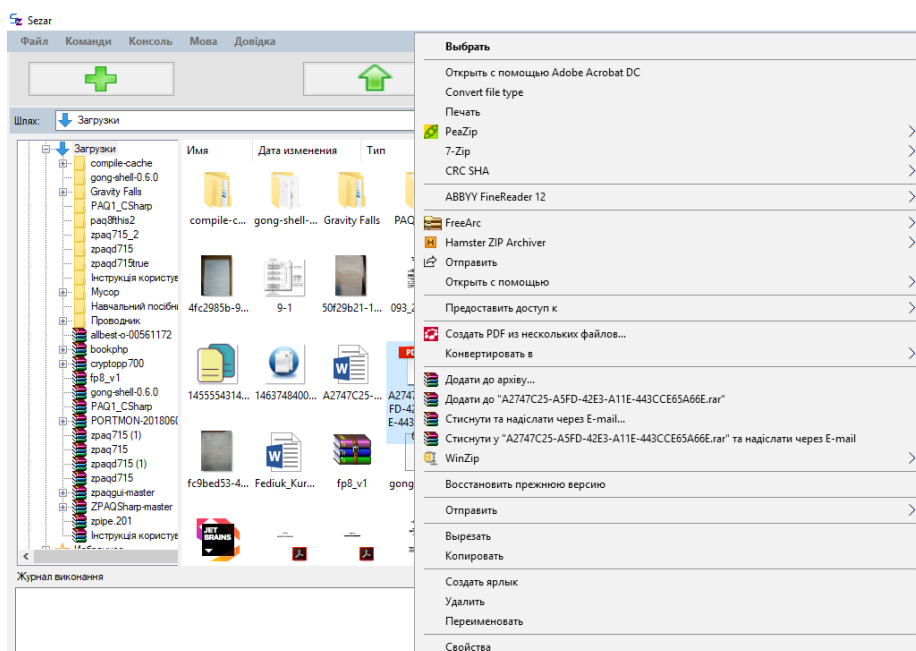 Sezar
Файл Команди Консоль Мова Довідка
Шлях: Загрузки
Загрузки
compile-cache
gong-shell-0.6.0
Gravity Falls
PAQ1_CSharp
paq8fthis2
zpaq715_2
zpaqd715
zpaqd715true
Інструкція користув
Мусор
Навчальний посібн
Проводник
allbest-o-00561172
bookphp
cryptopp700
fp8_v1
gong-shell-0.6.0
PAQ1_CSharp
PORTMON-2018060
zpaq715 (1)
zpaq715
zpaqd715 (1)
zpaqd715
zpaqgui-master
ZPAQSharp-master
zpipe.201
Інструкція користув
Избранное
Имя Дата изменения Тип
compile-c... gong-shell-... Gravity Falls PAQ
4fc2985b-9... 9-1 50f29b21-1... 093_2
1455554314... 1463748400... A2747C25-... A2747
FD-42
E-443
fc9bed53-4... Fediuk_Kur... fp8_v1 gong
JET
BRAINS
Журнал виконання
Выбрать
Открыть с помощью Adobe Acrobat DC
Convert file type
Печать
PeaZip
7-Zip
CRC SHA
ABBYY FineReader 12
FreeArc
Hamster ZIP Archiver
Отправить
Открыть с помощью
Предоставить доступ к
Создать PDF из нескольких файлов...
Конвертировать в
Додати до архіву...
Додати до "A2747C25-A5FD-42E3-A11E-443CCE65A66E.rar"
Стиснути та надіслати через E-mail...
Стиснути у "A2747C25-A5FD-42E3-A11E-443CCE65A66E.rar" та надіслати через E-mail
WinZip
Восстановить прежнюю версию
Отправить
Вырезать
Копировать
Создать ярлык
Удалить
Переименовать
Свойства